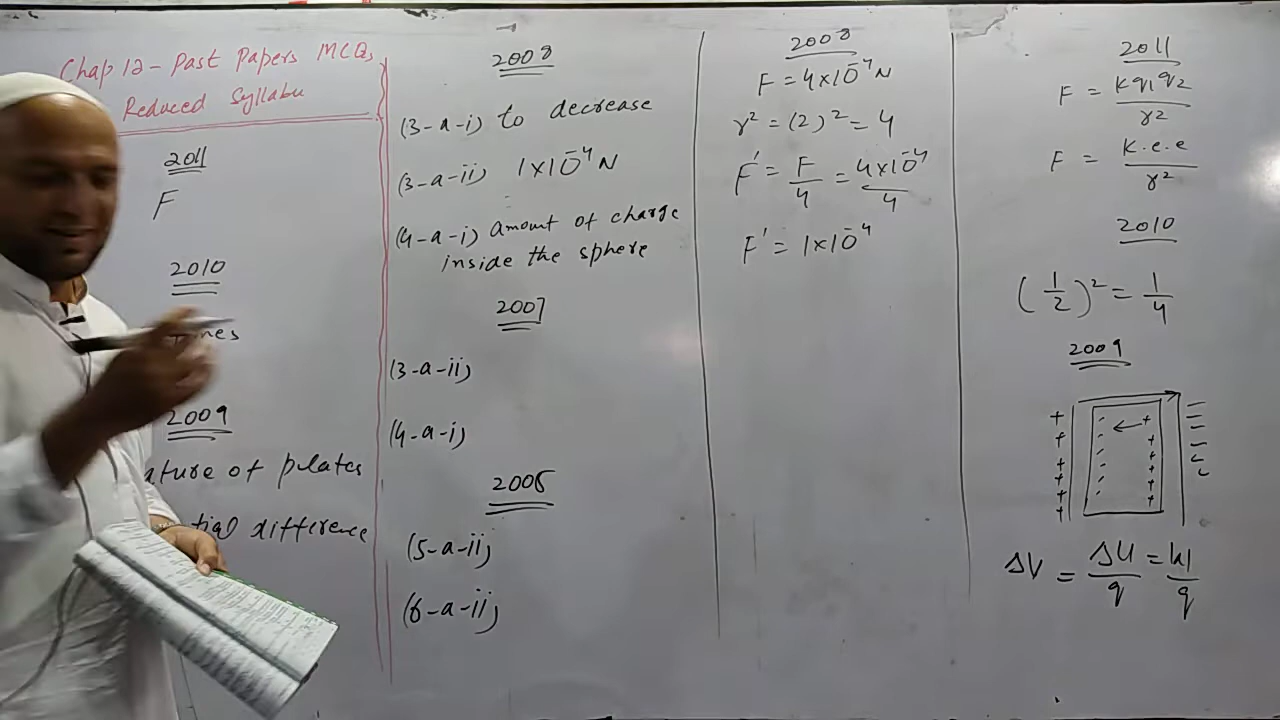 Chap 12 - Past Papers MCQs
Reduced Syllabu
2011
F
2010
2009
ature of plates
tial difference
2008
(3-a-i) to decrease
(3-a-ii) 1×10⁻⁴ N
(4-a-i) amount of charge
inside the sphere
2007
(3-a-ii)
(4-a-i)
(5-a-ii)
(6-a-ii)
2008
F = 4×10⁻⁴ N
r² = (2)² = 4
F' = F/4 = 4×10⁻⁴/4
F' = 1×10⁻⁴
2011
F = Kq₁q₂/r²
F = K.e.e/r²
2010
(1/2)² = 1/4
2009
+ - + -
ΔV = ΔU/q = W/q